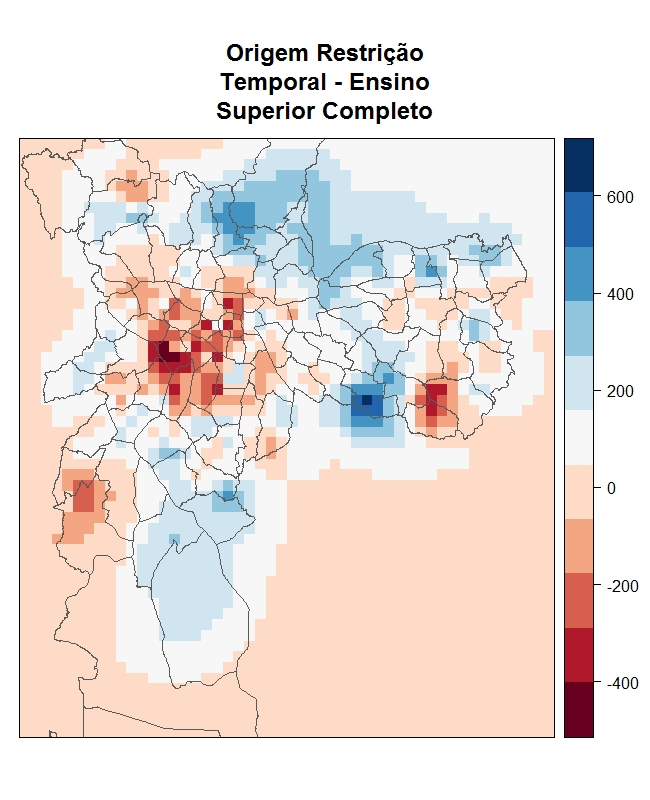 Origem Restrição
Temporal - Ensino
Superior Completo
600
400
200
0
-200
-400